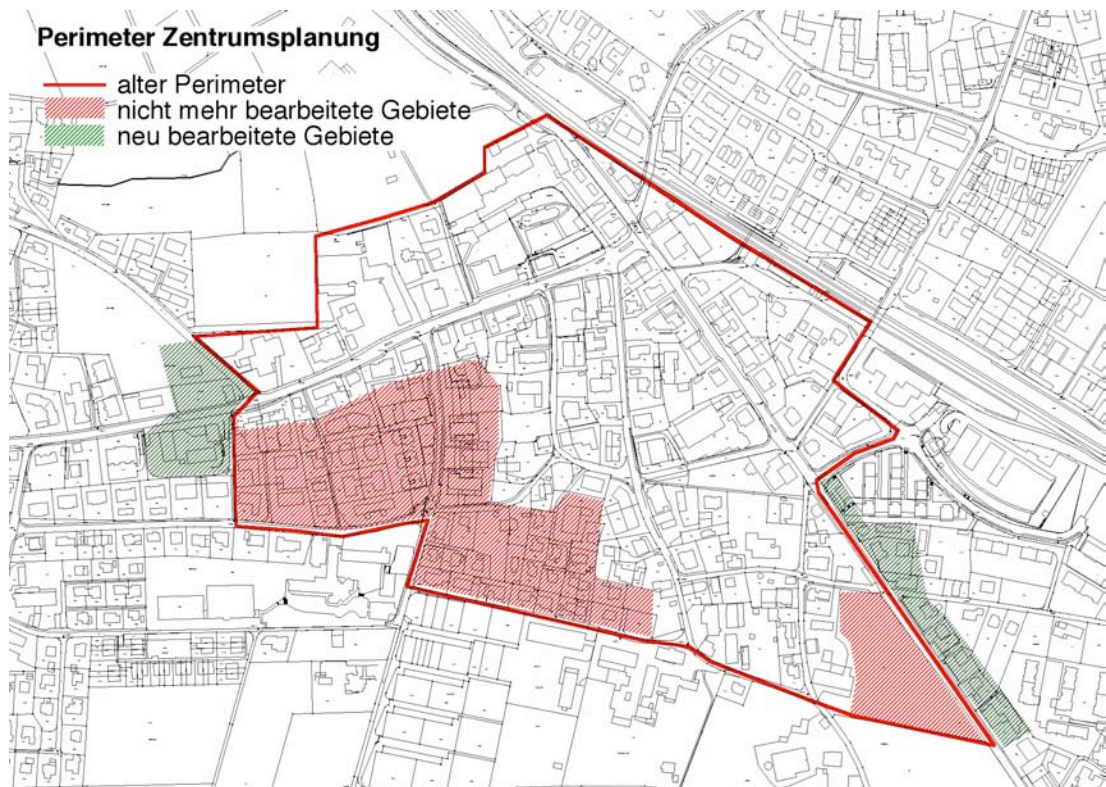 Perimeter Zentrumsplanung
alter Perimeter
nicht mehr bearbeitete Gebiete
neu bearbeitete Gebiete